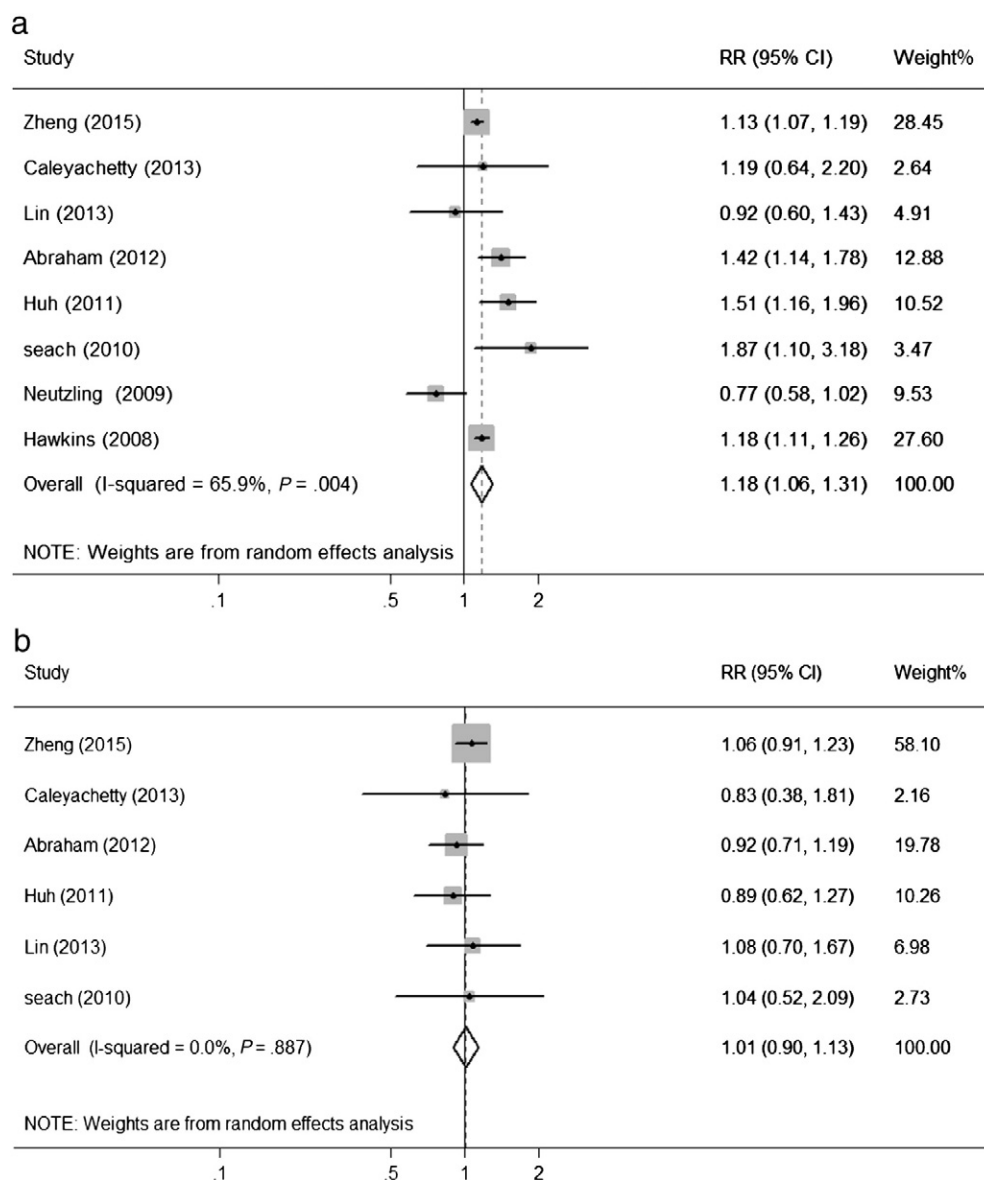 a
Study RR (95% CI) Weight%
Zheng (2015) 1.13 (1.07, 1.19) 28.45
Caleyachetty (2013) 1.19 (0.64, 2.20) 2.64
Lin (2013) 0.92 (0.60, 1.43) 4.91
Abraham (2012) 1.42 (1.14, 1.78) 12.88
Huh (2011) 1.51 (1.16, 1.96) 10.52
seach (2010) 1.87 (1.10, 3.18) 3.47
Neutzling (2009) 0.77 (0.58, 1.02) 9.53
Hawkins (2008) 1.18 (1.11, 1.26) 27.60
Overall (I-squared = 65.9%, P = .004) 1.18 (1.06, 1.31) 100.00
NOTE: Weights are from random effects analysis
.1 .5 1 2
b
Study RR (95% CI) Weight%
Zheng (2015) 1.06 (0.91, 1.23) 58.10
Caleyachetty (2013) 0.83 (0.38, 1.81) 2.16
Abraham (2012) 0.92 (0.71, 1.19) 19.78
Huh (2011) 0.89 (0.62, 1.27) 10.26
Lin (2013) 1.08 (0.70, 1.67) 6.98
seach (2010) 1.04 (0.52, 2.09) 2.73
Overall (I-squared = 0.0%, P = .887) 1.01 (0.90, 1.13) 100.00
NOTE: Weights are from random effects analysis
.1 .5 1 2